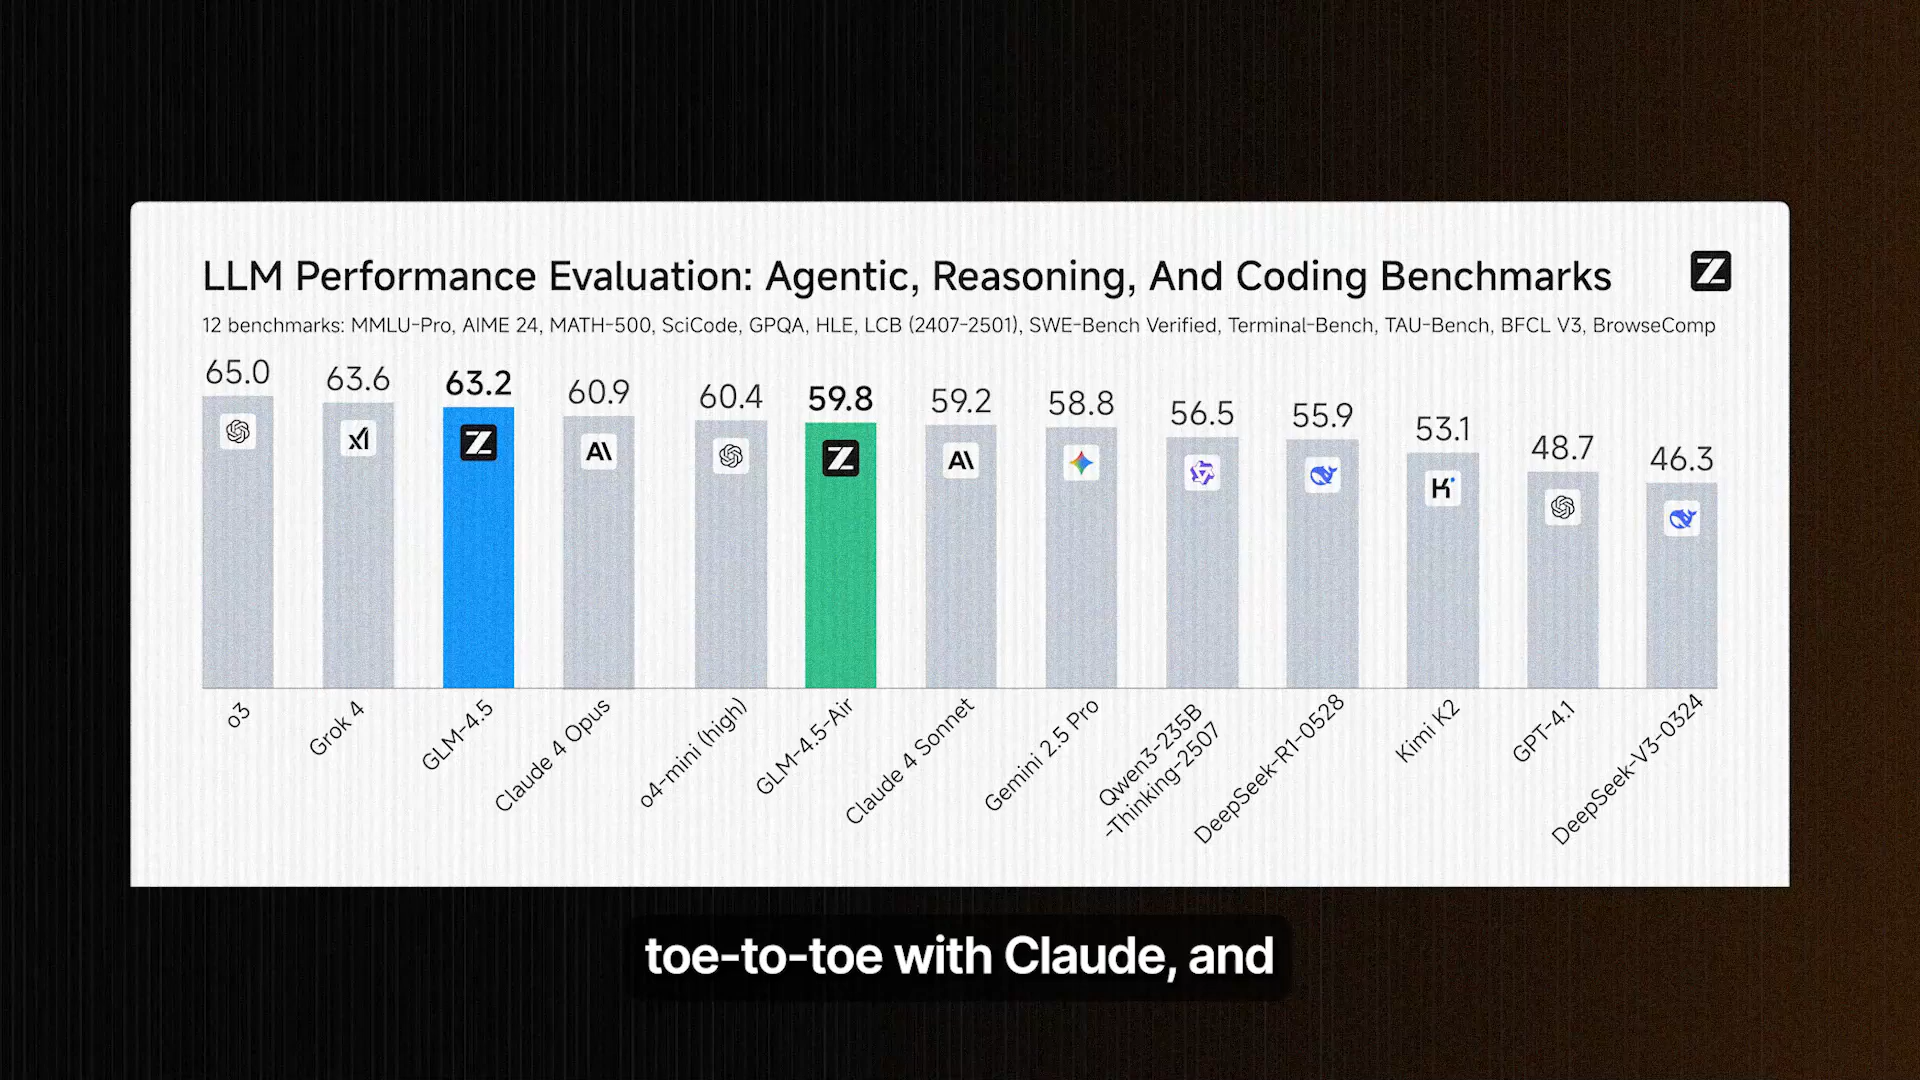 LLM Performance Evaluation: Agentic, Reasoning, And Coding Benchmarks
12 benchmarks: MMLU-Pro, AIME 24, MATH-500, SciCode, GPQA, HLE, LCB (2407-2501), SWE-Bench Verified, Terminal-Bench, TAU-Bench, BFCL V3, BrowseComp
65.0
63.6
63.2
60.9
60.4
59.8
59.2
58.8
56.5
55.9
53.1
48.7
46.3
o3
Grok 4
GLM-4.5
Claude 4 Opus
o4-mini (high)
GLM-4.5-Air
Claude 4 Sonnet
Gemini 2.5 Pro
Qwen3-235B
-Thinking-2507
DeepSeek-R1-0528
Kimi K2
GPT-4.1
DeepSeek-V3-0324
toe-to-toe with Claude, and